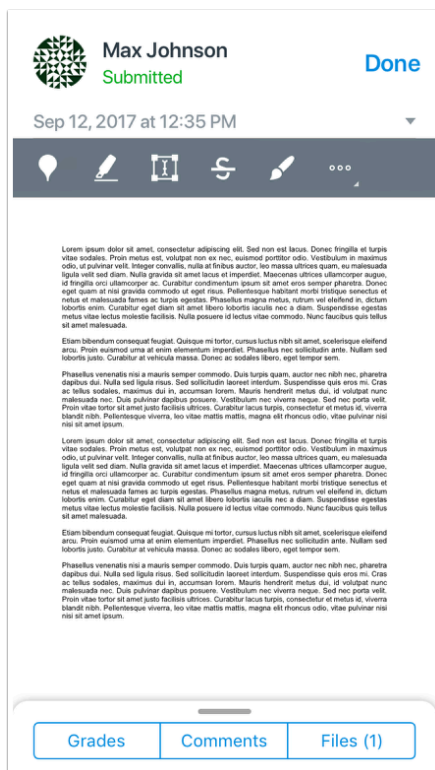 Max Johnson
Submitted
Done
Sep 12, 2017 at 12:35 PM
Lorem ipsum dolor sit amet, consectetur adipiscing elit. Sed non est lacus. Donec fringilla et turpis
vitae sodales. Proin metus est, volutpat non ex nec, euismod porttitor odio. Vestibulum in maximus
odio, ut pulvinar velit. Integer convallis, nulla at finibus auctor, leo massa ultrices quam, eu malesuada
ligula velit sed diam. Nulla gravida sit amet lacus et imperdiet. Maecenas ultrices ullamcorper augue,
id fringilla orci ullamcorper ac. Curabitur condimentum ipsum sit amet eros semper pharetra. Donec
eget quam at nisi gravida commodo ut eget risus. Pellentesque habitant morbi tristique senectus et
netus et malesuada fames ac turpis egestas. Phasellus magna metus, rutrum vel eleifend in, dictum
lobortis enim. Curabitur eget diam sit amet libero lobortis iaculis nec a diam. Suspendisse egestas
metus vitae lectus molestie facilisis. Nulla posuere id lectus vitae commodo. Nunc faucibus quis tellus
sit amet malesuada.
Etiam bibendum consequat feugiat. Quisque mi tortor, cursus luctus nibh sit amet, scelerisque eleifend
arcu. Proin euismod urna at enim elementum imperdiet. Phasellus nec sollicitudin ante. Nullam sed
lobortis justo. Curabitur at vehicula massa. Donec ac sodales libero, eget tempor sem.
Phasellus venenatis nisi a mauris semper commodo. Duis turpis quam, auctor nec nibh nec, pharetra
dapibus dui. Nulla sed ligula risus. Sed sollicitudin laoreet interdum. Suspendisse quis eros mi. Cras
ac tellus sodales, maximus dui in, accumsan lorem. Mauris hendrerit metus dui, id volutpat nunc
malesuada nec. Duis pulvinar dapibus posuere. Vestibulum nec viverra neque. Sed nec porta velit.
Proin vitae tortor sit amet justo facilisis ultrices. Curabitur lacus turpis, consectetur et metus id, viverra
blandit nibh. Pellentesque viverra, leo vitae mattis mattis, magna elit rhoncus odio, vitae pulvinar nisi
nisi sit amet ipsum.
Lorem ipsum dolor sit amet, consectetur adipiscing elit. Sed non est lacus. Donec fringilla et turpis
vitae sodales. Proin metus est, volutpat non ex nec, euismod porttitor odio. Vestibulum in maximus
odio, ut pulvinar velit. Integer convallis, nulla at finibus auctor, leo massa ultrices quam, eu malesuada
ligula velit sed diam. Nulla gravida sit amet lacus et imperdiet. Maecenas ultrices ullamcorper augue,
id fringilla orci ullamcorper ac. Curabitur condimentum ipsum sit amet eros semper pharetra. Donec
eget quam at nisi gravida commodo ut eget risus. Pellentesque habitant morbi tristique senectus et
netus et malesuada fames ac turpis egestas. Phasellus magna metus, rutrum vel eleifend in, dictum
lobortis enim. Curabitur eget diam sit amet libero lobortis iaculis nec a diam. Suspendisse egestas
metus vitae lectus molestie facilisis. Nulla posuere id lectus vitae commodo. Nunc faucibus quis tellus
sit amet malesuada.
Etiam bibendum consequat feugiat. Quisque mi tortor, cursus luctus nibh sit amet, scelerisque eleifend
arcu. Proin euismod urna at enim elementum imperdiet. Phasellus nec sollicitudin ante. Nullam sed
lobortis justo. Curabitur at vehicula massa. Donec ac sodales libero, eget tempor sem.
Phasellus venenatis nisi a mauris semper commodo. Duis turpis quam, auctor nec nibh nec, pharetra
dapibus dui. Nulla sed ligula risus. Sed sollicitudin laoreet interdum. Suspendisse quis eros mi. Cras
ac tellus sodales, maximus dui in, accumsan lorem. Mauris hendrerit metus dui, id volutpat nunc
malesuada nec. Duis pulvinar dapibus posuere. Vestibulum nec viverra neque. Sed nec porta velit.
Proin vitae tortor sit amet justo facilisis ultrices. Curabitur lacus turpis, consectetur et metus id, viverra
blandit nibh. Pellentesque viverra, leo vitae mattis mattis, magna elit rhoncus odio, vitae pulvinar nisi
nisi sit amet ipsum.
Grades
Comments
Files (1)